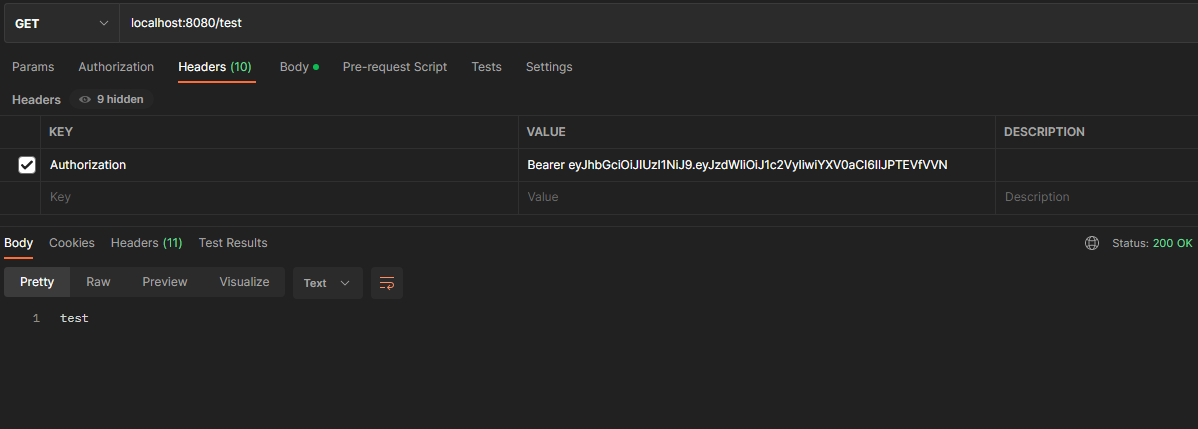 GET localhost:8080/test
Params Authorization Headers (10) Body Pre-request Script Tests Settings
Headers 9 hidden
KEY VALUE DESCRIPTION
Authorization Bearer eyJhbGciOiJIUzI1NiJ9.eyJzdWIiOiJ1c2VyIiwiYXV0aCI6IlJPTEVfVVN
Key Value Description
Body Cookies Headers (11) Test Results Status: 200 OK
Pretty Raw Preview Visualize Text
1 test